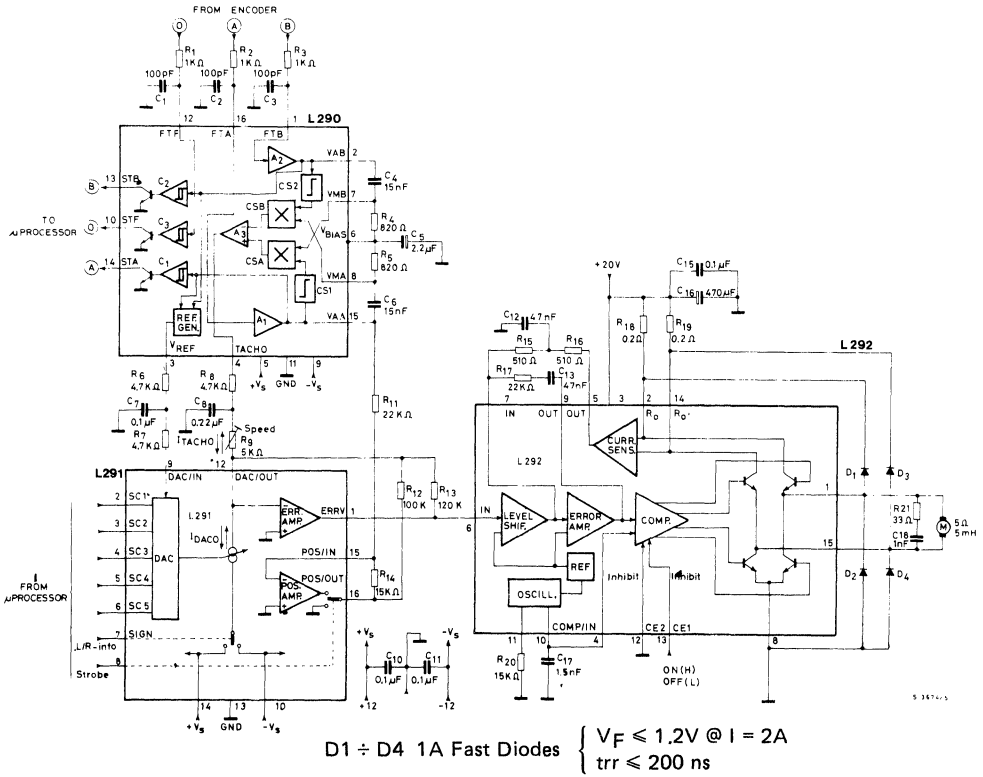 FROM ENCODER
O
A
B
R1
1KΩ
R2
1KΩ
R3
1KΩ
100pF
C1
100pF
C2
100pF
C3
12
16
1
L290
FTF
FTA
FTB
A2
VAB 2
C4
15nF
CS2
VMB 7
CSB
R4
820Ω
VBIAS 6
C5
2.2µF
A3
CSA
R5
820Ω
VMA 8
CS1
C6
15nF
VAA 15
A1
B
13 STB
C2
TO
µPROCESSOR
O
10 STF
C3
A
14 STA
C1
REF.
GEN.
VREF
TACHO
3
4
5
+VS
11
GND
9
-VS
R6
4.7KΩ
R8
4.7KΩ
C7
0.1µF
C8
0.22µF
R7
4.7KΩ
ITACHO
Speed
R9
5KΩ
R11
22KΩ
L291
9
12
DAC/IN
DAC/OUT
R12
100K
R13
120K
2 SC1
3 SC2
4 SC3
5 SC4
6 SC5
DAC
L291
IDACO
ERR.
AMP.
ERRV 1
POS/IN 15
POS.
AMP.
POS/OUT
16
R14
15KΩ
FROM
µPROCESSOR
7 SIGN
L/R-info
8
Strobe
14
+VS
13
GND
10
-VS
+VS
-VS
C10
0,1µF
C11
0.1µF
+12
-12
+20V
C15
0.1µF
C16
470µF
R18
0.2Ω
R19
0.2Ω
L292
C12
47nF
R15
510Ω
R16
510Ω
R17
22KΩ
C13
47nF
7
IN
9
OUT
5
OUT
3
2
RO
14
RO'
CURR.
SENS.
L292
IN
6
LEVEL
SHIF.
ERROR
AMP.
COMP.
REF
OSCILL.
Inhibit
Inhibit
COMP/IN
CE2
CE1
11
10
4
12
13
8
R20
15KΩ
C17
1.5nF
ON(H)
OFF(L)
1
15
D1
D3
D2
D4
R21
33Ω
C18
1nF
M
5Ω
5mH
S-3674/5
D1 ÷ D4 1A Fast Diodes
VF ⩽ 1.2V @ I = 2A
trr ⩽ 200 ns